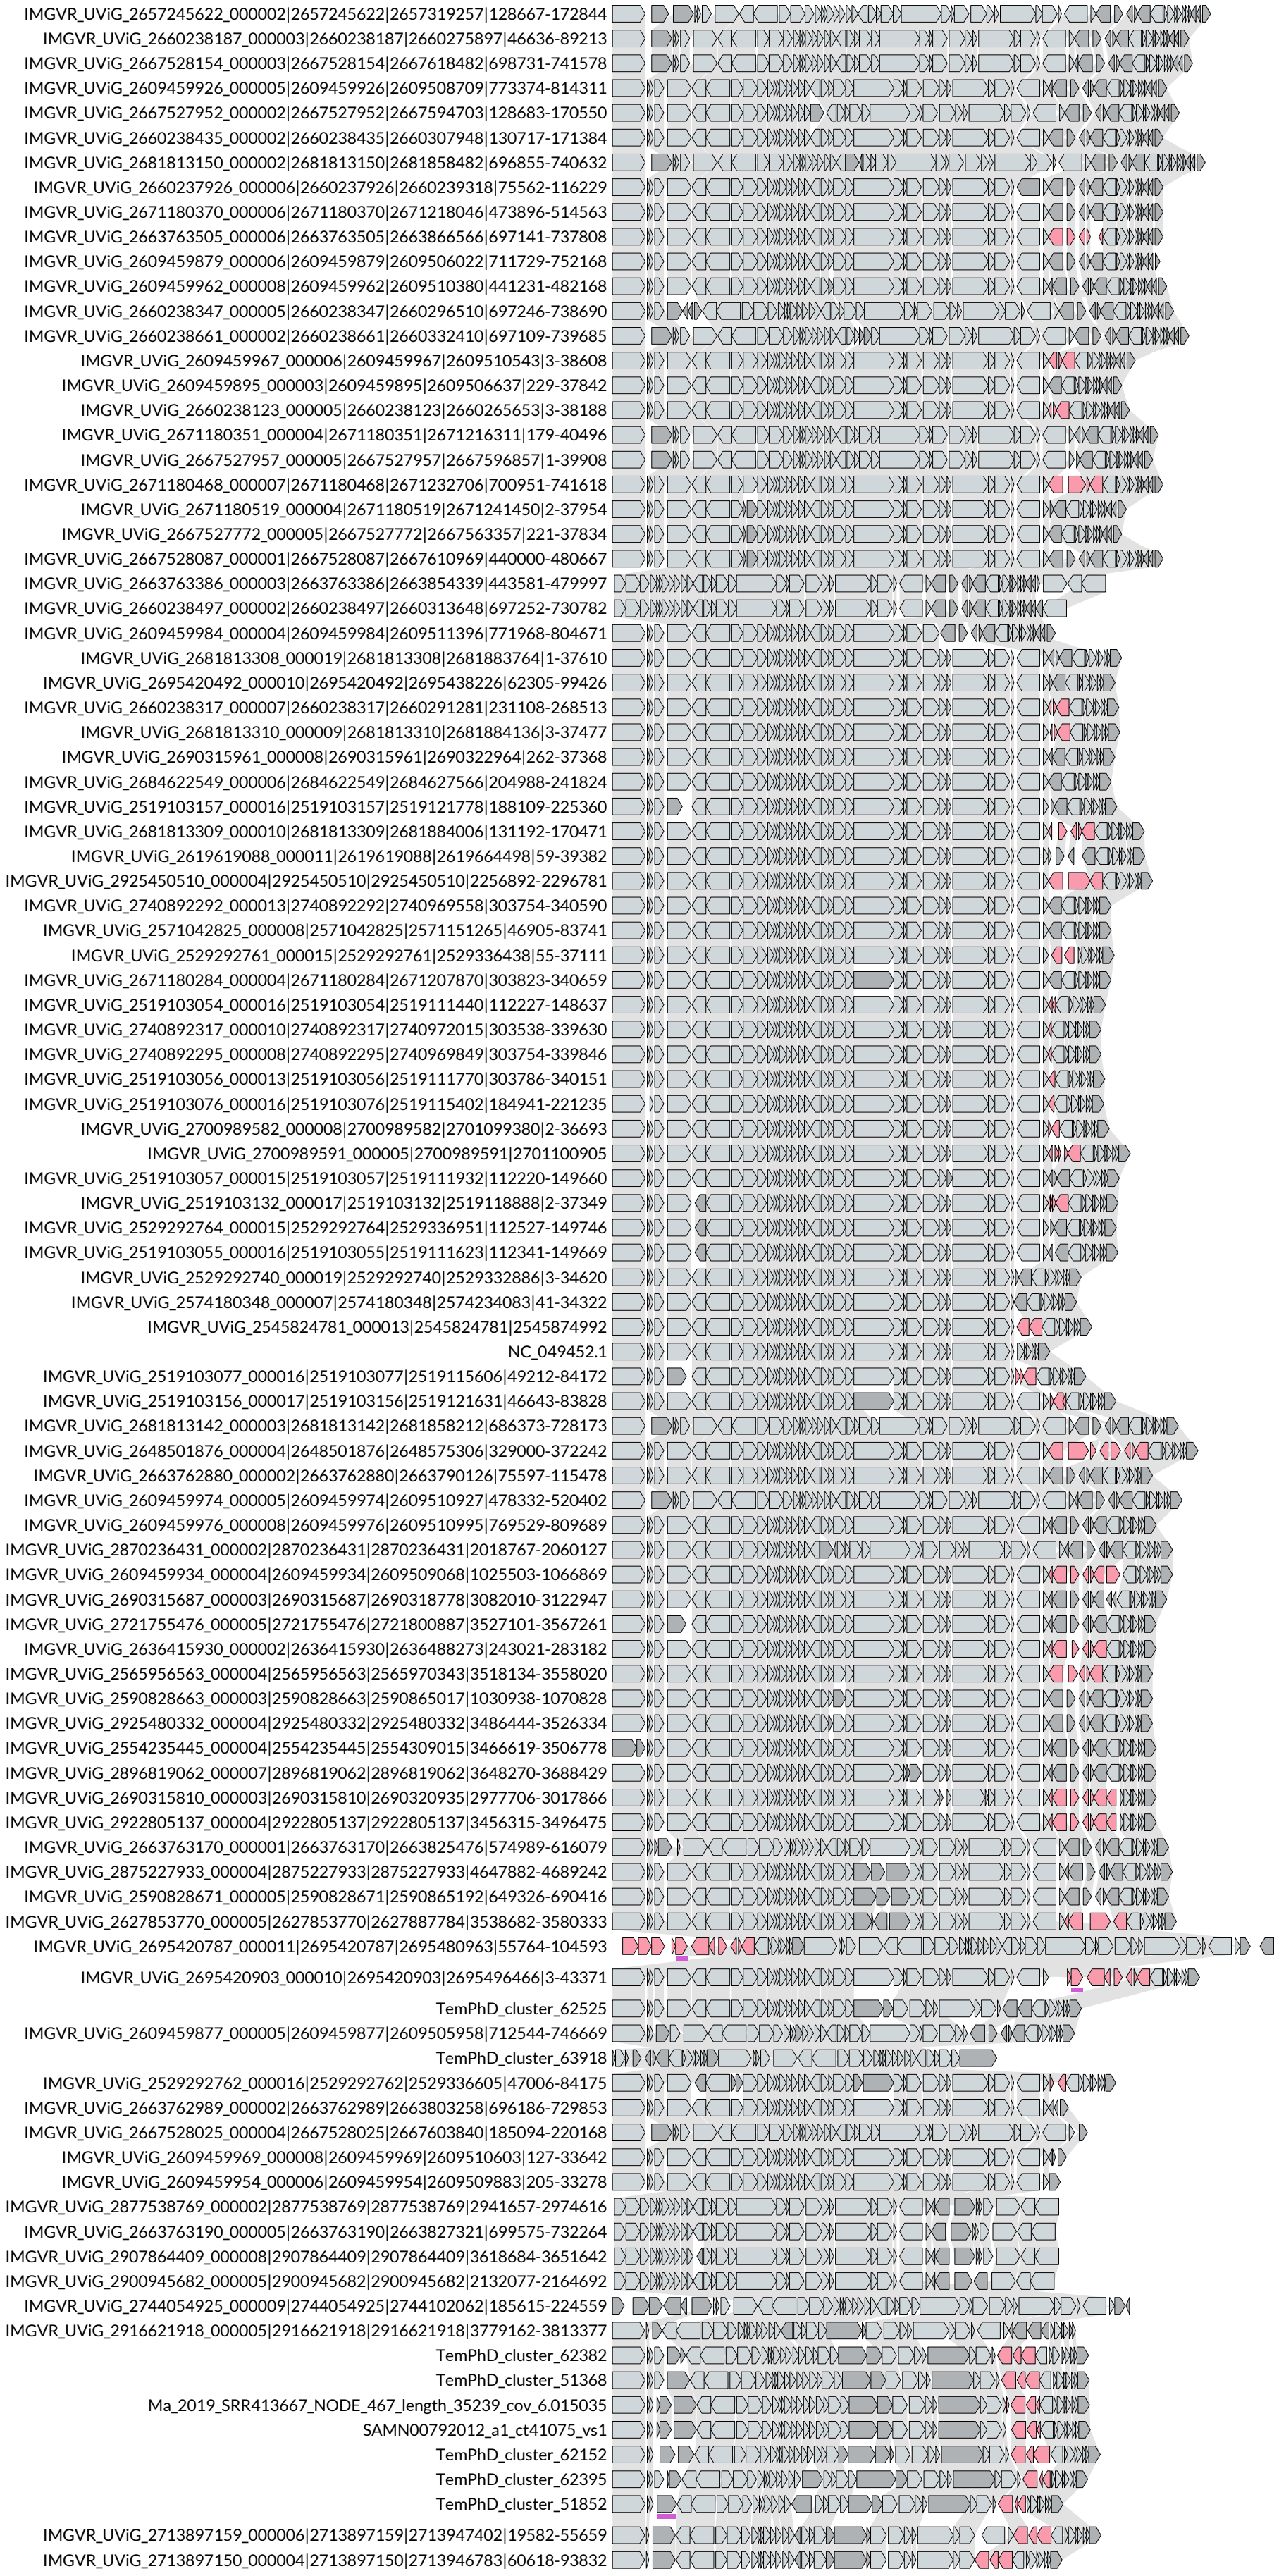 IMGVR_UViG_2657245622_000002|2657245622|2657319257|128667-172844
IMGVR_UViG_2660238187_000003|2660238187|2660275897|46636-89213
IMGVR_UViG_2667528154_000003|2667528154|2667618482|698731-741578
IMGVR_UViG_2609459926_000005|2609459926|2609508709|773374-814311
IMGVR_UViG_2667527952_000002|2667527952|2667594703|128683-170550
IMGVR_UViG_2660238435_000002|2660238435|2660307948|130717-171384
IMGVR_UViG_2681813150_000002|2681813150|2681858482|696855-740632
IMGVR_UViG_2660237926_000006|2660237926|2660239318|75562-116229
IMGVR_UViG_2671180370_000006|2671180370|2671218046|473896-514563
IMGVR_UViG_2663763505_000006|2663763505|2663866566|697141-737808
IMGVR_UViG_2609459879_000006|2609459879|2609506022|711729-752168
IMGVR_UViG_2609459962_000008|2609459962|2609510380|441231-482168
IMGVR_UViG_2660238347_000005|2660238347|2660296510|697246-738690
IMGVR_UViG_2660238661_000002|2660238661|2660332410|697109-739685
IMGVR_UViG_2609459967_000006|2609459967|2609510543|3-38608
IMGVR_UViG_2609459895_000003|2609459895|2609506637|229-37842
IMGVR_UViG_2660238123_000005|2660238123|2660265653|3-38188
IMGVR_UViG_2671180351_000004|2671180351|2671216311|179-40496
IMGVR_UViG_2667527957_000005|2667527957|2667596857|1-39908
IMGVR_UViG_2671180468_000007|2671180468|2671232706|700951-741618
IMGVR_UViG_2671180519_000004|2671180519|2671241450|2-37954
IMGVR_UViG_2667527772_000005|2667527772|2667563357|221-37834
IMGVR_UViG_2667528087_000001|2667528087|2667610969|440000-480667
IMGVR_UViG_2663763386_000003|2663763386|2663854339|443581-479997
IMGVR_UViG_2660238497_000002|2660238497|2660313648|697252-730782
IMGVR_UViG_2609459984_000004|2609459984|2609511396|771968-804671
IMGVR_UViG_2681813308_000019|2681813308|2681883764|1-37610
IMGVR_UViG_2695420492_000010|2695420492|2695438226|62305-99426
IMGVR_UViG_2660238317_000007|2660238317|2660291281|231108-268513
IMGVR_UViG_2681813310_000009|2681813310|2681884136|3-37477
IMGVR_UViG_2690315961_000008|2690315961|2690322964|262-37368
IMGVR_UViG_2684622549_000006|2684622549|2684627566|204988-241824
IMGVR_UViG_2519103157_000016|2519103157|2519121778|188109-225360
IMGVR_UViG_2681813309_000010|2681813309|2681884006|131192-170471
IMGVR_UViG_2619619088_000011|2619619088|2619664498|59-39382
IMGVR_UViG_2925450510_000004|2925450510|2925450510|2256892-2296781
IMGVR_UViG_2740892292_000013|2740892292|2740969558|303754-340590
IMGVR_UViG_2571042825_000008|2571042825|2571151265|46905-83741
IMGVR_UViG_2529292761_000015|2529292761|2529336438|55-37111
IMGVR_UViG_2671180284_000004|2671180284|2671207870|303823-340659
IMGVR_UViG_2519103054_000016|2519103054|2519111440|112227-148637
IMGVR_UViG_2740892317_000010|2740892317|2740972015|303538-339630
IMGVR_UViG_2740892295_000008|2740892295|2740969849|303754-339846
IMGVR_UViG_2519103056_000013|2519103056|2519111770|303786-340151
IMGVR_UViG_2519103076_000016|2519103076|2519115402|184941-221235
IMGVR_UViG_2700989582_000008|2700989582|2701099380|2-36693
IMGVR_UViG_2700989591_000005|2700989591|2701100905
IMGVR_UViG_2519103057_000015|2519103057|2519111932|112220-149660
IMGVR_UViG_2519103132_000017|2519103132|2519118888|2-37349
IMGVR_UViG_2529292764_000015|2529292764|2529336951|112527-149746
IMGVR_UViG_2519103055_000016|2519103055|2519111623|112341-149669
IMGVR_UViG_2529292740_000019|2529292740|2529332886|3-34620
IMGVR_UViG_2574180348_000007|2574180348|2574234083|41-34322
IMGVR_UViG_2545824781_000013|2545824781|2545874992
NC_049452.1
IMGVR_UViG_2519103077_000016|2519103077|2519115606|49212-84172
IMGVR_UViG_2519103156_000017|2519103156|2519121631|46643-83828
IMGVR_UViG_2681813142_000003|2681813142|2681858212|686373-728173
IMGVR_UViG_2648501876_000004|2648501876|2648575306|329000-372242
IMGVR_UViG_2663762880_000002|2663762880|2663790126|75597-115478
IMGVR_UViG_2609459974_000005|2609459974|2609510927|478332-520402
IMGVR_UViG_2609459976_000008|2609459976|2609510995|769529-809689
IMGVR_UViG_2870236431_000002|2870236431|2870236431|2018767-2060127
IMGVR_UViG_2609459934_000004|2609459934|2609509068|1025503-1066869
IMGVR_UViG_2690315687_000003|2690315687|2690318778|3082010-3122947
IMGVR_UViG_2721755476_000005|2721755476|2721800887|3527101-3567261
IMGVR_UViG_2636415930_000002|2636415930|2636488273|243021-283182
IMGVR_UViG_2565956563_000004|2565956563|2565970343|3518134-3558020
IMGVR_UViG_2590828663_000003|2590828663|2590865017|1030938-1070828
IMGVR_UViG_2925480332_000004|2925480332|2925480332|3486444-3526334
IMGVR_UViG_2554235445_000004|2554235445|2554309015|3466619-3506778
IMGVR_UViG_2896819062_000007|2896819062|2896819062|3648270-3688429
IMGVR_UViG_2690315810_000003|2690315810|2690320935|2977706-3017866
IMGVR_UViG_2922805137_000004|2922805137|2922805137|3456315-3496475
IMGVR_UViG_2663763170_000001|2663763170|2663825476|574989-616079
IMGVR_UViG_2875227933_000004|2875227933|2875227933|4647882-4689242
IMGVR_UViG_2590828671_000005|2590828671|2590865192|649326-690416
IMGVR_UViG_2627853770_000005|2627853770|2627887784|3538682-3580333
IMGVR_UViG_2695420787_000011|2695420787|2695480963|55764-104593
IMGVR_UViG_2695420903_000010|2695420903|2695496466|3-43371
TemPhD_cluster_62525
IMGVR_UViG_2609459877_000005|2609459877|2609505958|712544-746669
TemPhD_cluster_63918
IMGVR_UViG_2529292762_000016|2529292762|2529336605|47006-84175
IMGVR_UViG_2663762989_000002|2663762989|2663803258|696186-729853
IMGVR_UViG_2667528025_000004|2667528025|2667603840|185094-220168
IMGVR_UViG_2609459969_000008|2609459969|2609510603|127-33642
IMGVR_UViG_2609459954_000006|2609459954|2609509883|205-33278
IMGVR_UViG_2877538769_000002|2877538769|2877538769|2941657-2974616
IMGVR_UViG_2663763190_000005|2663763190|2663827321|699575-732264
IMGVR_UViG_2907864409_000008|2907864409|2907864409|3618684-3651642
IMGVR_UViG_2900945682_000005|2900945682|2900945682|2132077-2164692
IMGVR_UViG_2744054925_000009|2744054925|2744102062|185615-224559
IMGVR_UViG_2916621918_000005|2916621918|2916621918|3779162-3813377
TemPhD_cluster_62382
TemPhD_cluster_51368
Ma_2019_SRR413667_NODE_467_length_35239_cov_6.015035
SAMN00792012_a1_ct41075_vs1
TemPhD_cluster_62152
TemPhD_cluster_62395
TemPhD_cluster_51852
IMGVR_UViG_2713897159_000006|2713897159|2713947402|19582-55659
IMGVR_UViG_2713897150_000004|2713897150|2713946783|60618-93832